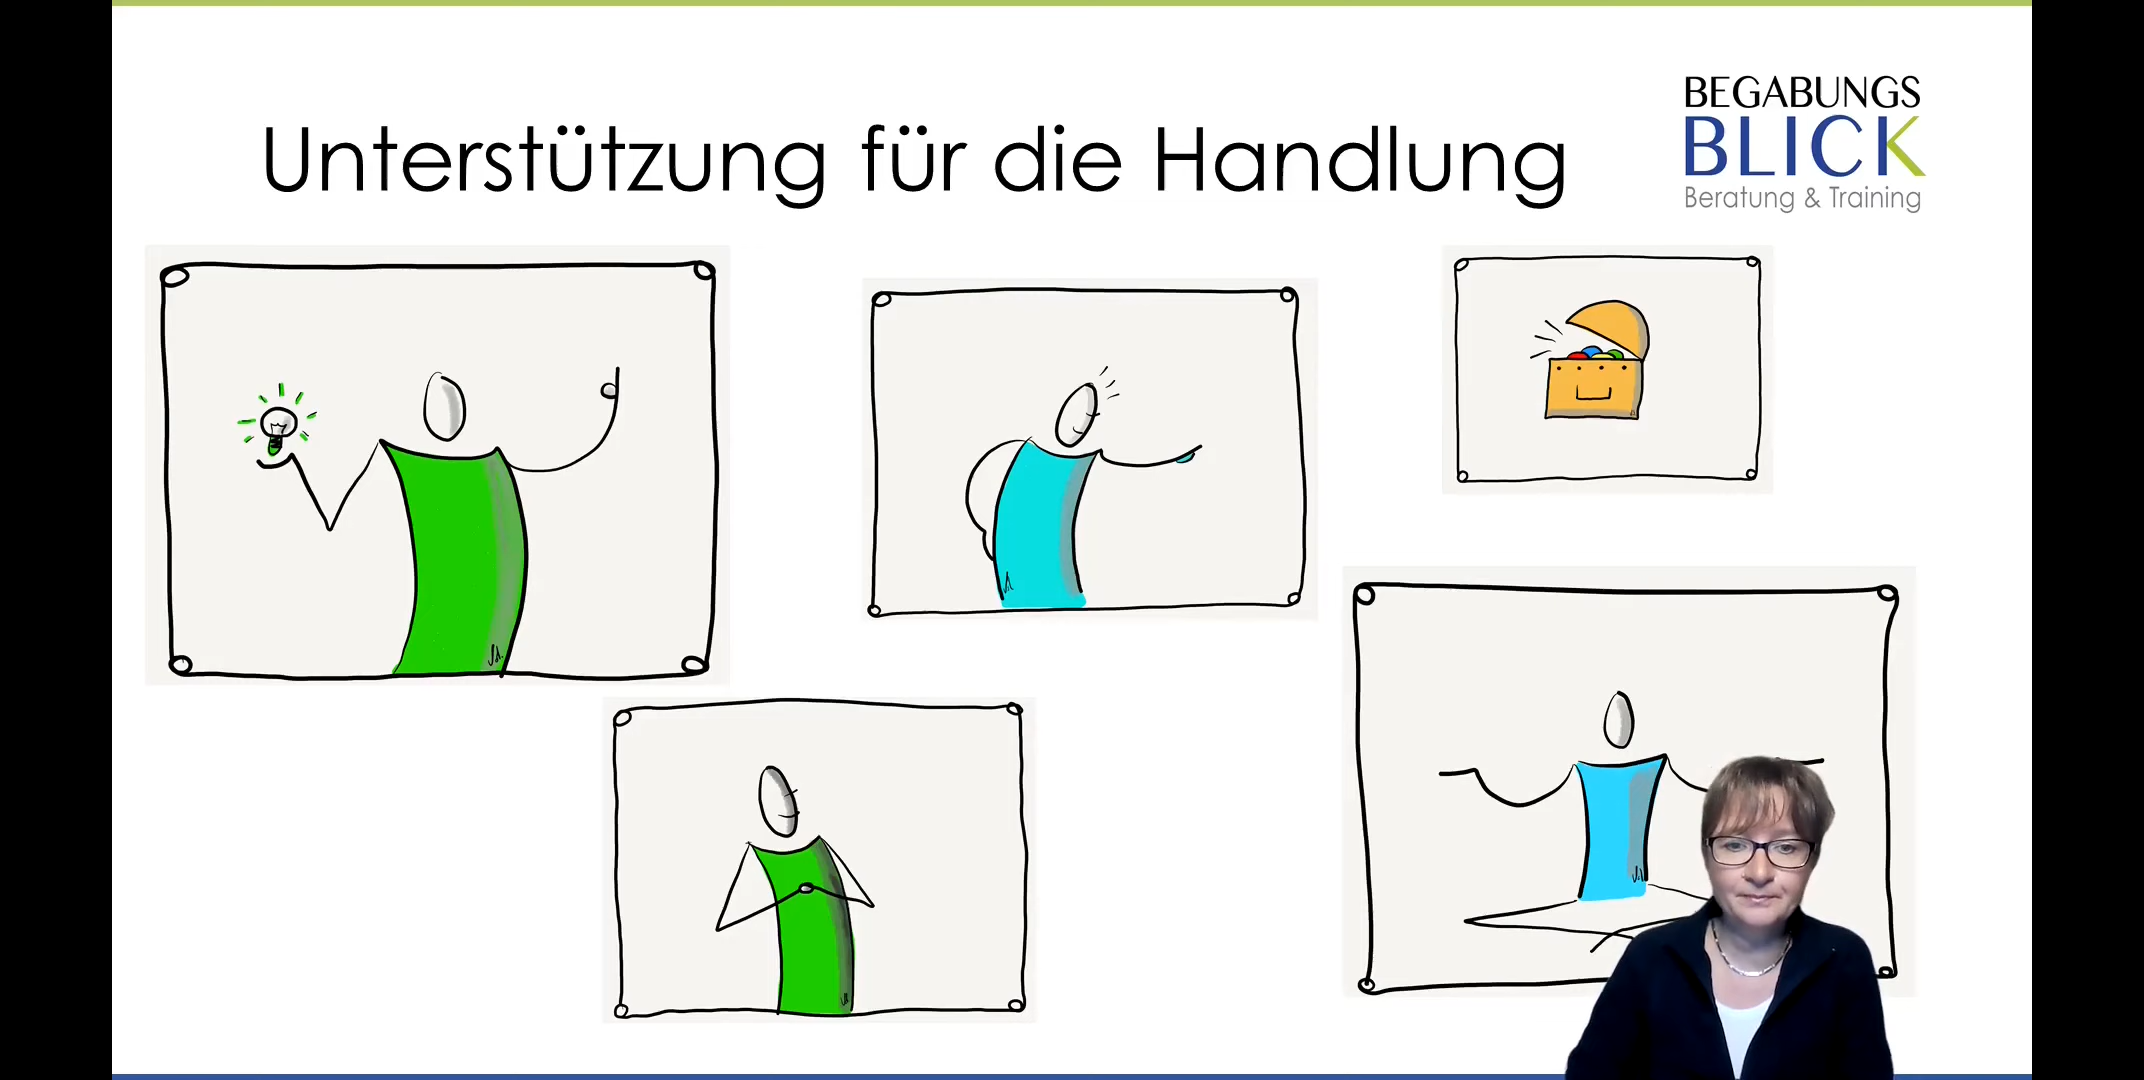 Unterstützung für die Handlung
BEGABUNGS
BLICK
Beratung & Training